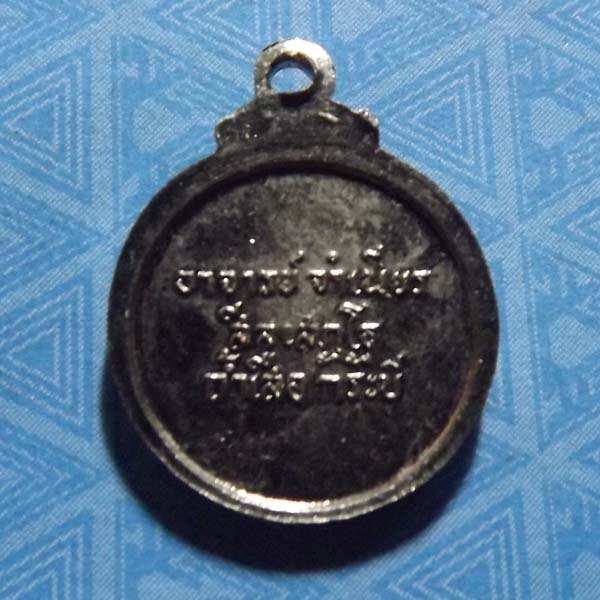 อาจารย์ จำเนียร
สีลเสฏโฐ
ถ้ำเสือ กระบี่